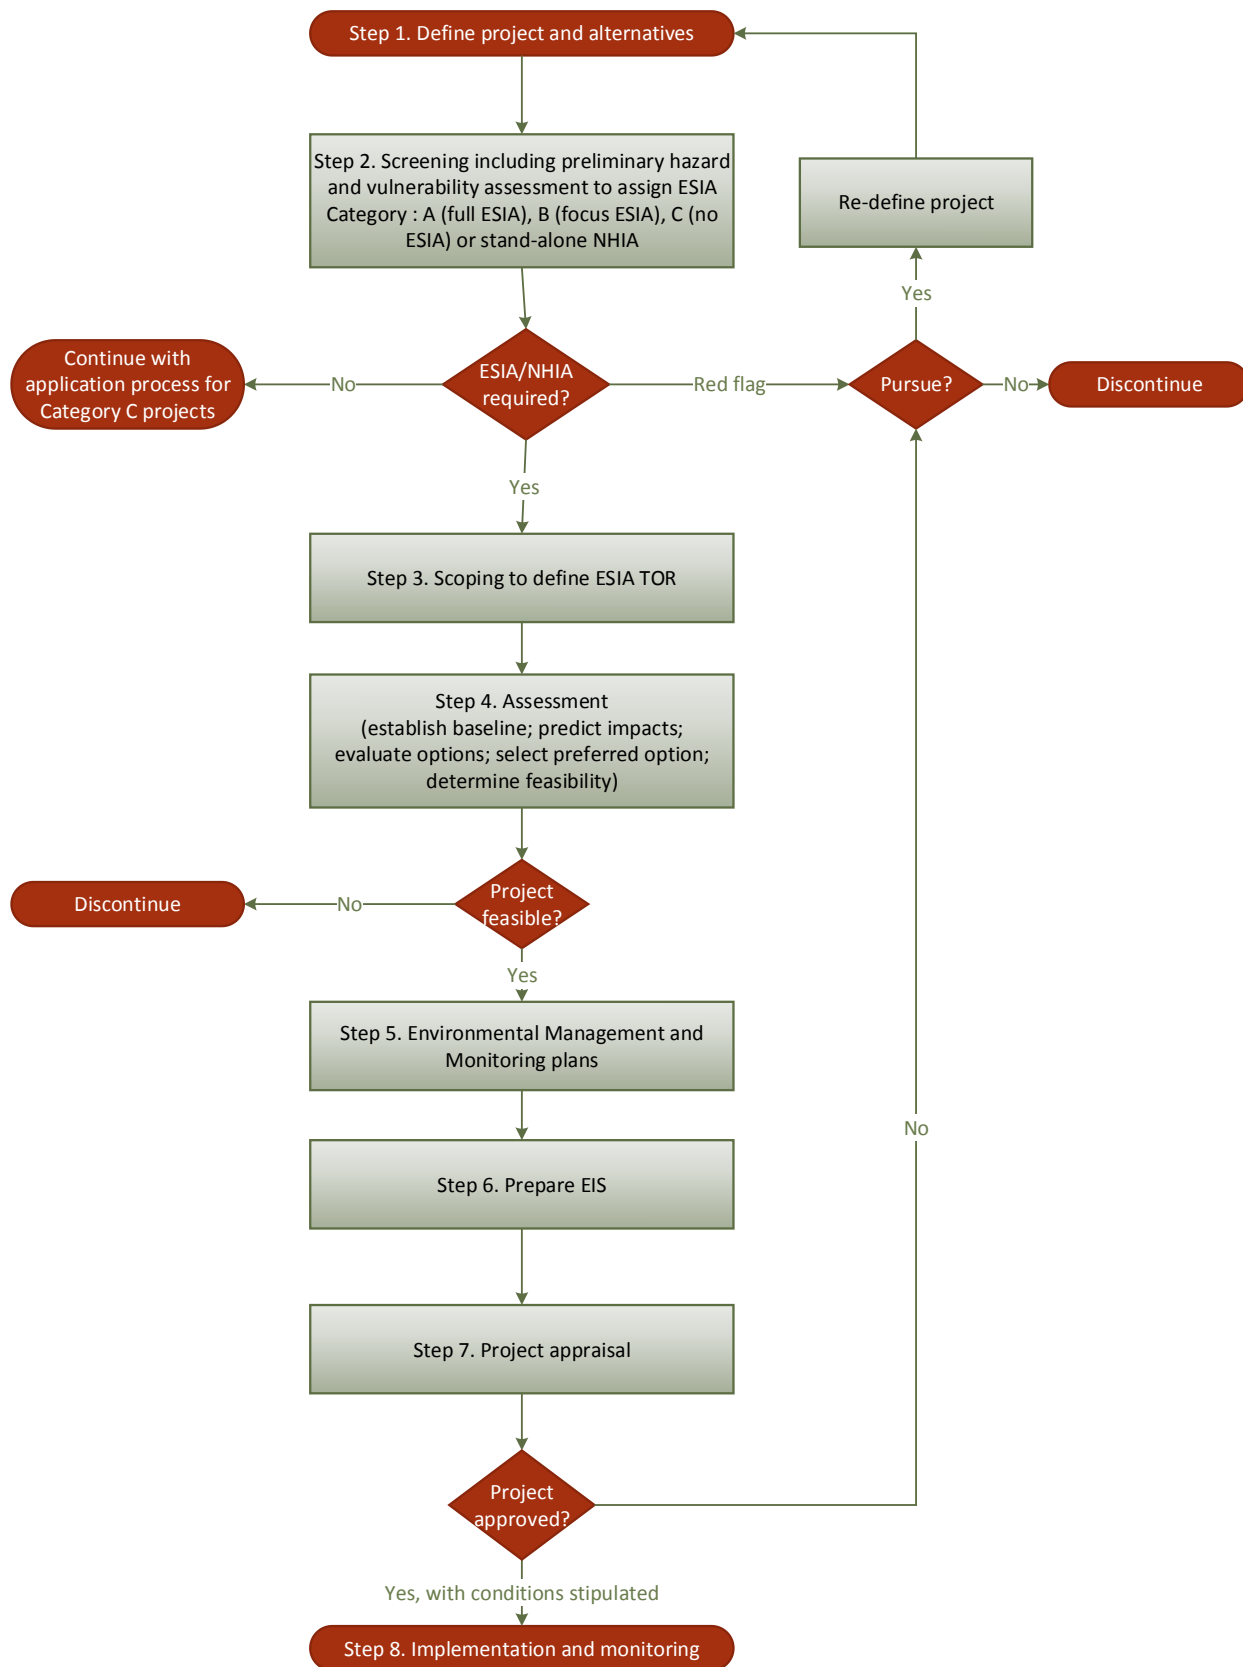 Step 1. Define project and alternatives
Step 2. Screening including preliminary hazard
and vulnerability assessment to assign ESIA
Category : A (full ESIA), B (focus ESIA), C (no
ESIA) or stand-alone NHIA
Re-define project
Yes
Continue with
application process for
Category C projects
No
ESIA/NHIA
required?
Red flag
Pursue?
No
Discontinue
Yes
Step 3. Scoping to define ESIA TOR
Step 4. Assessment
(establish baseline; predict impacts;
evaluate options; select preferred option;
determine feasibility)
Discontinue
No
Project
feasible?
Yes
Step 5. Environmental Management and
Monitoring plans
No
Step 6. Prepare EIS
Step 7. Project appraisal
Project
approved?
Yes, with conditions stipulated
Step 8. Implementation and monitoring